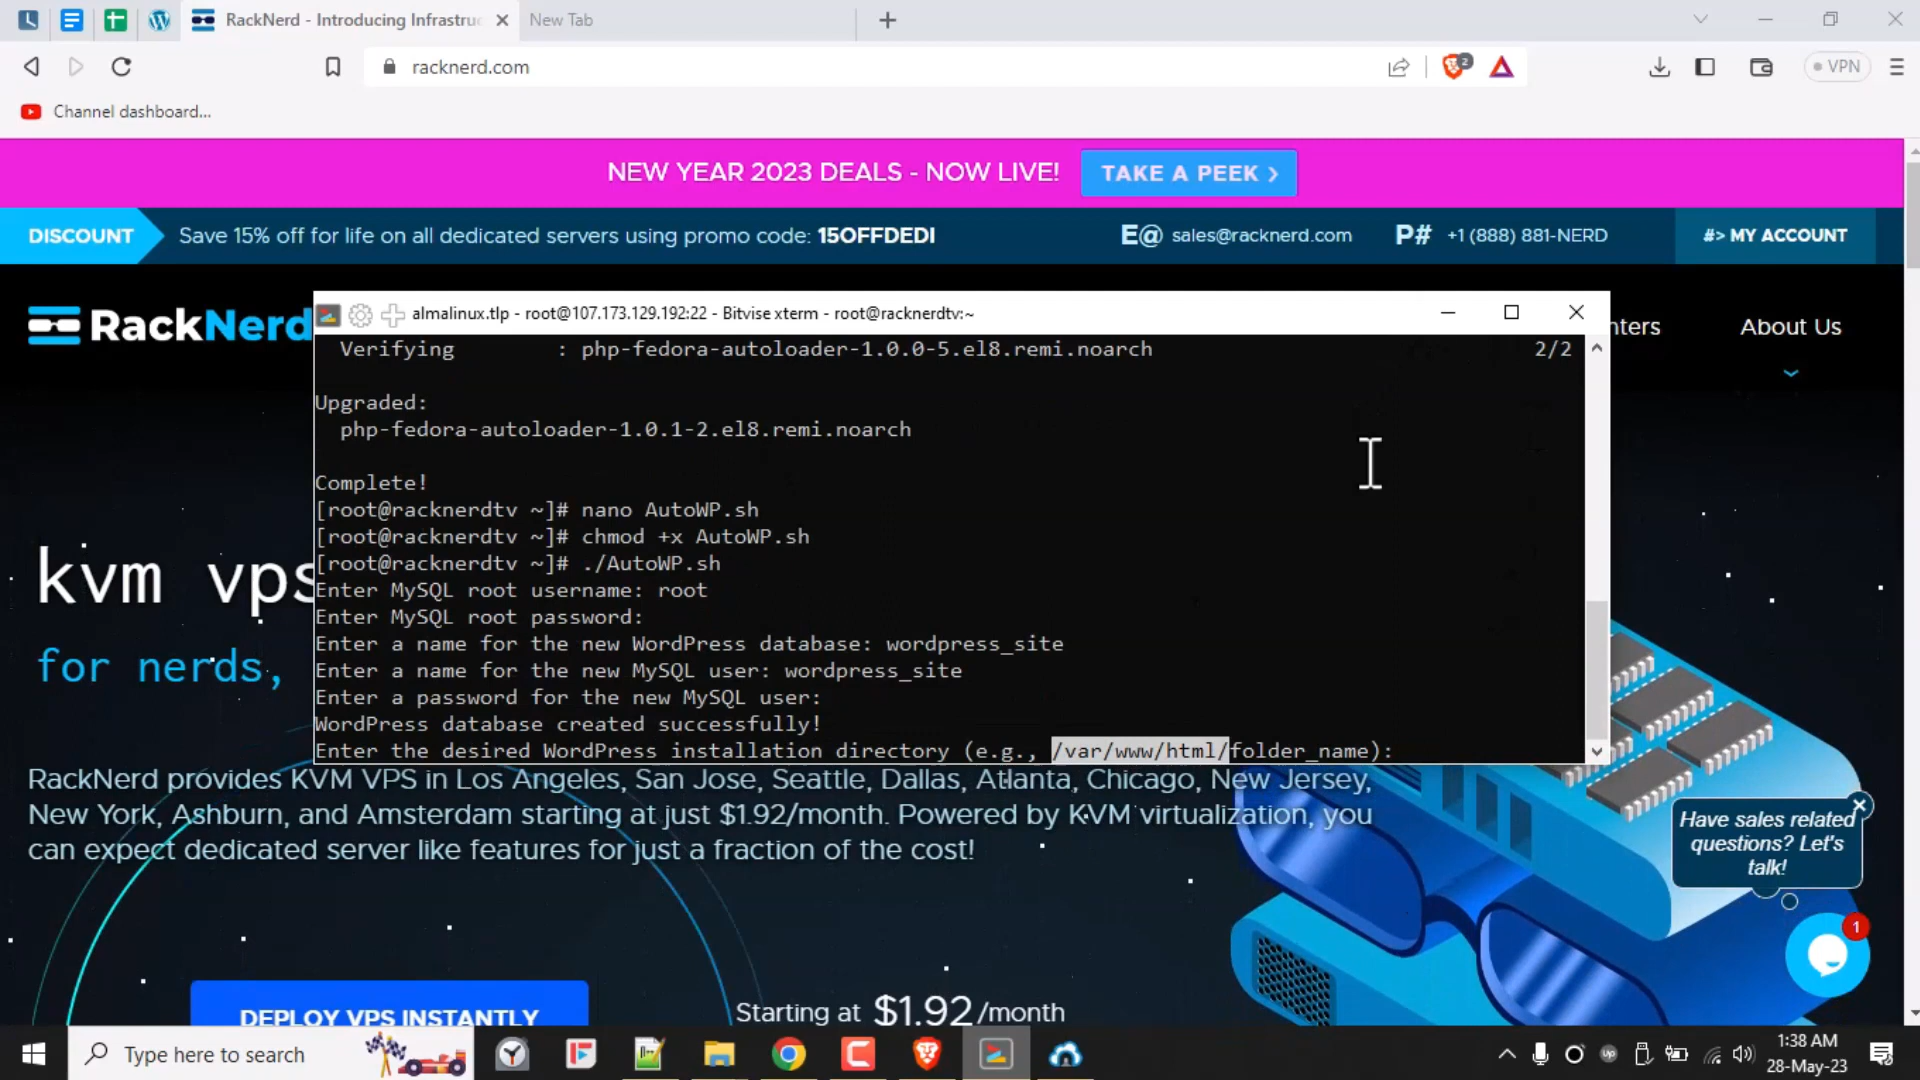 RackNerd - Introducing Infrastruc
New Tab
racknerd.com
2
VPN
Channel dashboard...
NEW YEAR 2023 DEALS - NOW LIVE!
TAKE A PEEK >
DISCOUNT
Save 15% off for life on all dedicated servers using promo code: 15OFFDEDI
E@ sales@racknerd.com
P# +1 (888) 881-NERD
#> MY ACCOUNT
RackNerd
nters
About Us
almalinux.tlp - root@107.173.129.192:22 - Bitvise xterm - root@racknerdtv:~
Verifying : php-fedora-autoloader-1.0.0-5.el8.remi.noarch 2/2
Upgraded:
php-fedora-autoloader-1.0.1-2.el8.remi.noarch
Complete!
[root@racknerdtv ~]# nano AutoWP.sh
[root@racknerdtv ~]# chmod +x AutoWP.sh
[root@racknerdtv ~]# ./AutoWP.sh
Enter MySQL root username: root
Enter MySQL root password:
Enter a name for the new WordPress database: wordpress_site
Enter a name for the new MySQL user: wordpress_site
Enter a password for the new MySQL user:
WordPress database created successfully!
Enter the desired WordPress installation directory (e.g., /var/www/html/folder_name):
kvm vps
for nerds,
RackNerd provides KVM VPS in Los Angeles, San Jose, Seattle, Dallas, Atlanta, Chicago, New Jersey,
New York, Ashburn, and Amsterdam starting at just $1.92/month. Powered by KVM virtualization, you
can expect dedicated server like features for just a fraction of the cost!
Have sales related
questions? Let's
talk!
1
DEPLOY VPS INSTANTLY
Starting at $1.92/month
Type here to search
up
1:38 AM
28-May-23